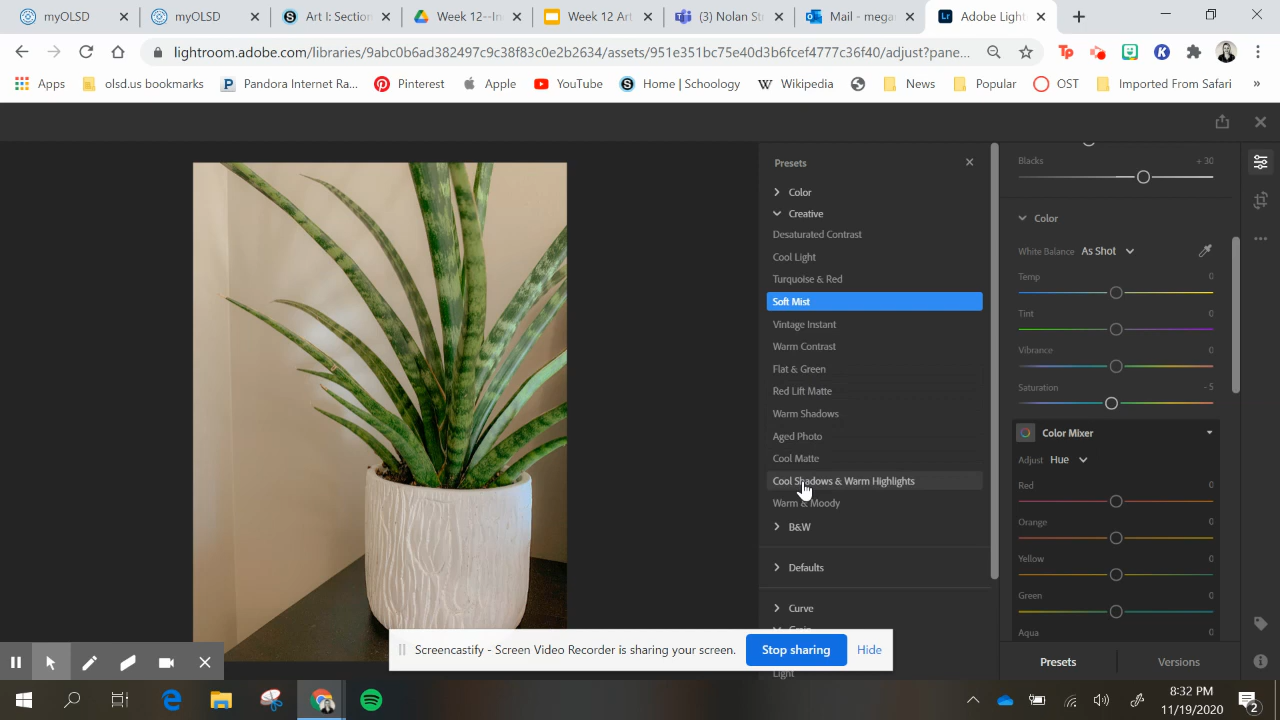 myOLSD
myOLSD
Art I: Section
Week 12--In
Week 12 Art
(3) Nolan Stu
Mail - megan
Adobe Light
lightroom.adobe.com/libraries/9abc0b6ad382497c9c38f83c0e2b2634/assets/951e351bc75e40d3b6fcef4777c36f40/adjust?pane...
Apps
olsd.us bookmarks
Pandora Internet Ra...
Pinterest
Apple
YouTube
Home | Schoology
Wikipedia
News
Popular
OST
Imported From Safari
»
Presets
Color
Creative
Desaturated Contrast
Cool Light
Turquoise & Red
Soft Mist
Vintage Instant
Warm Contrast
Flat & Green
Red Lift Matte
Warm Shadows
Aged Photo
Cool Matte
Cool Shadows & Warm Highlights
Warm & Moody
B&W
Defaults
Curve
Grain
Light
Blacks + 30
Color
White Balance As Shot
Temp 0
Tint 0
Vibrance 0
Saturation - 5
Color Mixer
Adjust Hue
Red 0
Orange 0
Yellow 0
Green 0
Aqua 0
Presets
Versions
Screencastify - Screen Video Recorder is sharing your screen.
Stop sharing
Hide
8:32 PM
11/19/2020
2